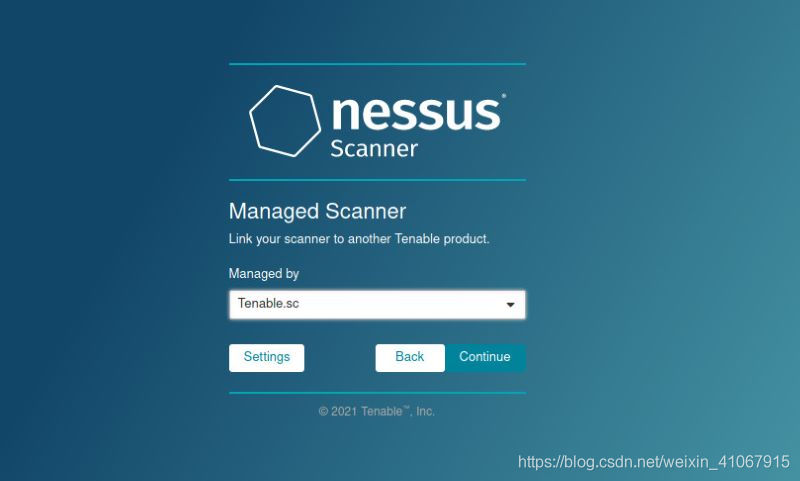 nessus®
Scanner
Managed Scanner
Link your scanner to another Tenable product.
Managed by
Tenable.sc
Settings Back Continue
© 2021 Tenable™, Inc.
https://blog.csdn.net/weixin_41067915